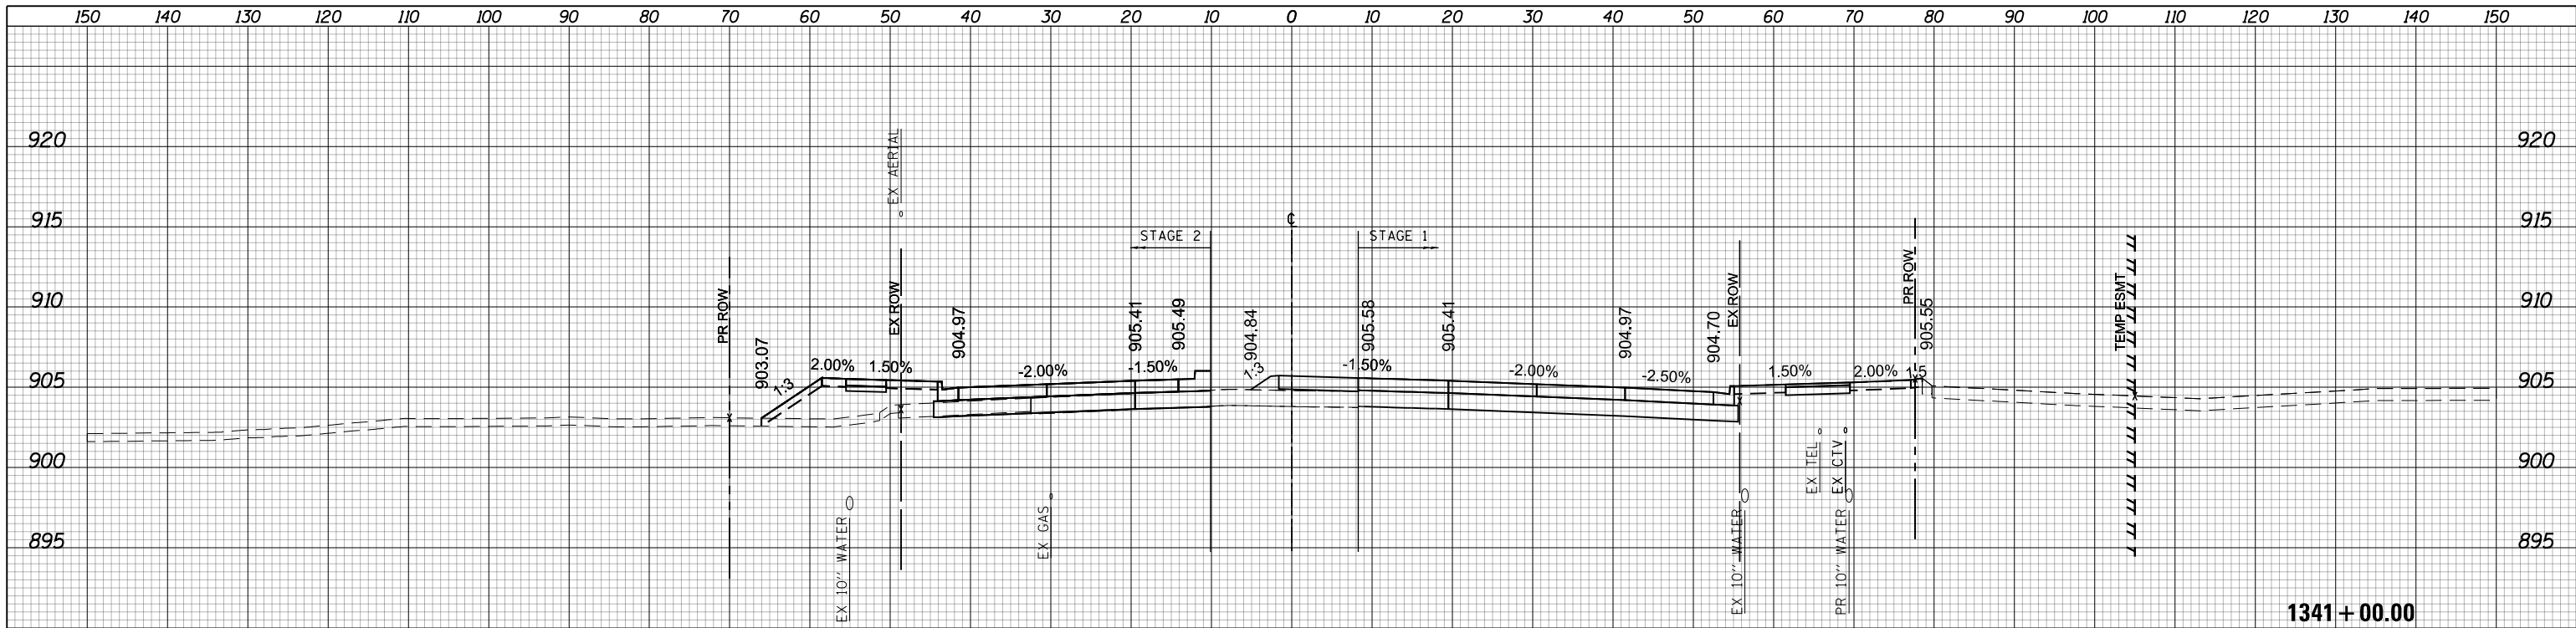 150 140 130 120 110 100 90 80 70 60 50 40 30 20 10 0 10 20 30 40 50 60 70 80 90 100 110 120 130 140 150
920 920
EX AERIAL
915 915
℄
STAGE 2 STAGE 1
910 910
PR ROW
903.07
EX ROW
904.97
905.41
905.49
904.84
905.58
905.41
904.97
904.70
EX ROW
PR ROW
905.55
TEMP ESMT
1:3 2.00% 1.50% -2.00% -1.50% 1:3 -1.50% -2.00% -2.50% 1.50% 2.00% 1:5
905 905
900 900
EX TEL
EX CTV
EX 10" WATER
EX GAS
EX 10" WATER
PR 10" WATER
895 895
1341+00.00